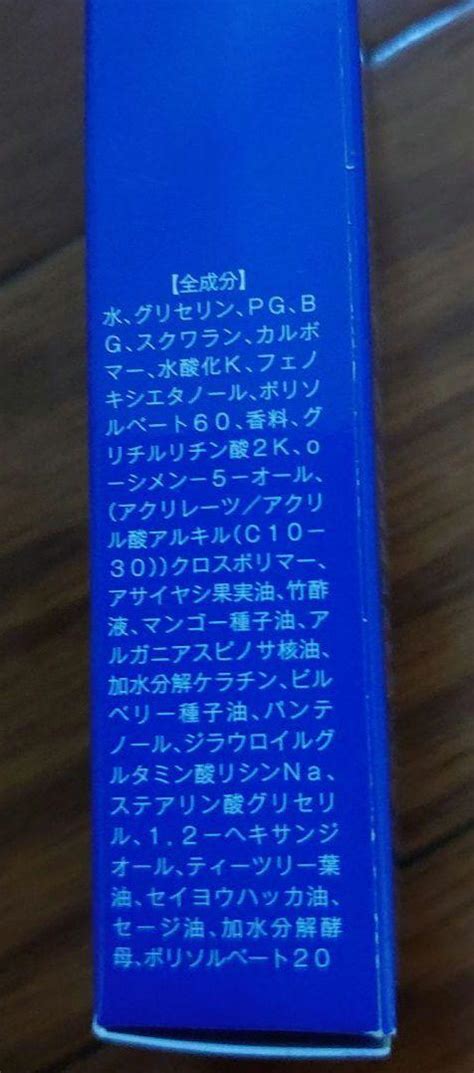 【全成分】
水、グリセリン、PG、B
G、スクワラン、カルボ
マー、水酸化K、フェノ
キシエタノール、ポリソ
ルベート60、香料、グ
リチルリチン酸2K、o
ーシメン-5-オール、
(アクリレーツ/アクリ
ル酸アルキル(C10-
30))クロスポリマー、
アサイヤシ果実油、竹酢
液、マンゴー種子油、ア
ルガニアスピノサ核油、
加水分解ケラチン、ビル
ベリー種子油、パンテ
ノール、ジラウロイルグ
ルタミン酸リシンNa、
ステアリン酸グリセリ
ル、1,2-ヘキサンジ
オール、ティーツリー葉
油、セイヨウハッカ油、
セージ油、加水分解酵
母、ポリソルベート20